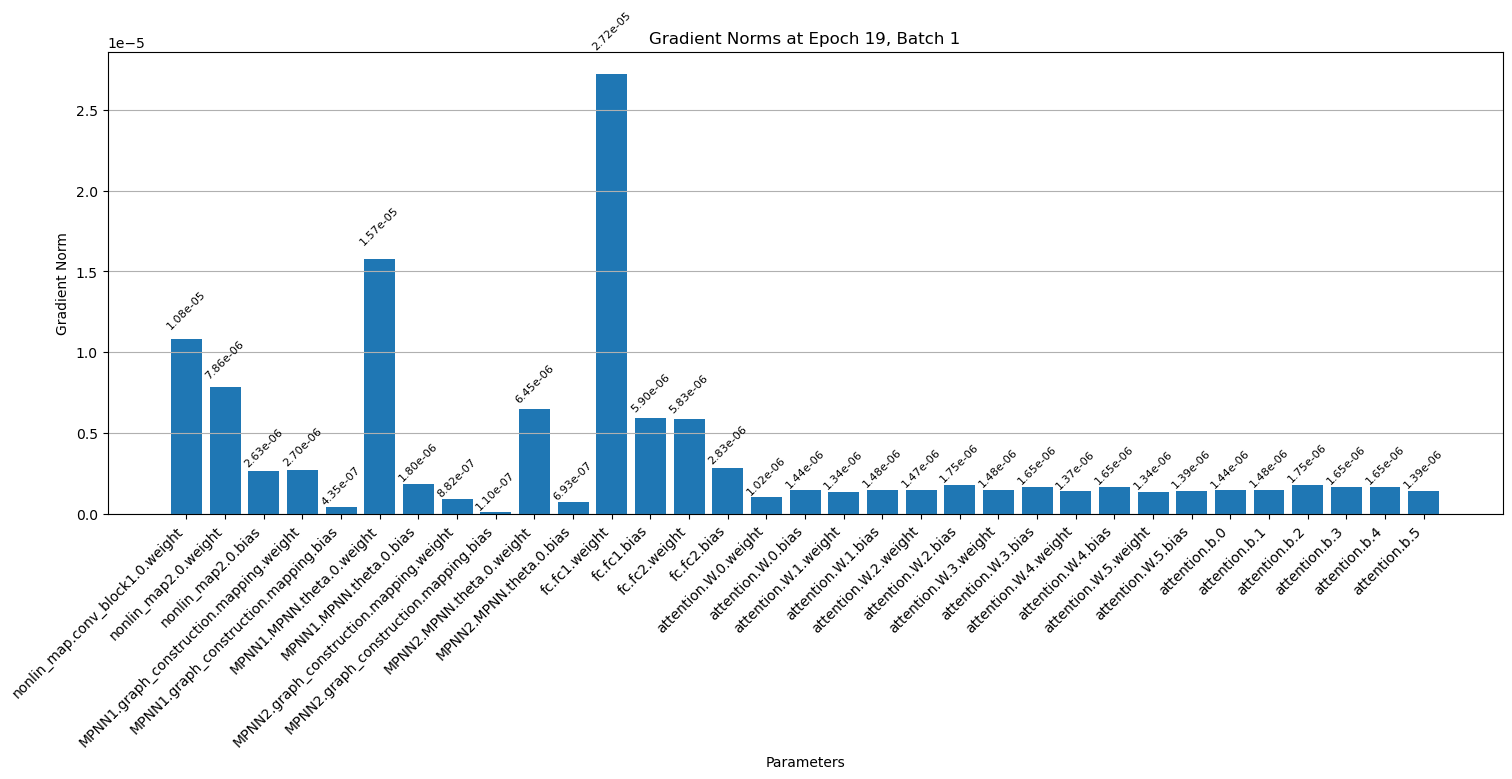 Gradient Norms at Epoch 19, Batch 1
1e−5
Gradient Norm
2.5
2.0
1.5
1.0
0.5
0.0
1.08e-05
7.86e-06
2.63e-06
2.70e-06
4.35e-07
1.57e-05
1.80e-06
8.82e-07
1.10e-07
6.45e-06
6.93e-07
2.72e-05
5.90e-06
5.83e-06
2.83e-06
1.02e-06
1.44e-06
1.34e-06
1.48e-06
1.47e-06
1.75e-06
1.48e-06
1.65e-06
1.37e-06
1.65e-06
1.34e-06
1.39e-06
1.44e-06
1.48e-06
1.75e-06
1.65e-06
1.65e-06
1.39e-06
nonlin_map.conv_block1.0.weight
nonlin_map2.0.weight
nonlin_map2.0.bias
MPNN1.graph_construction.mapping.weight
MPNN1.graph_construction.mapping.bias
MPNN1.MPNN.theta.0.weight
MPNN1.MPNN.theta.0.bias
MPNN2.graph_construction.mapping.weight
MPNN2.graph_construction.mapping.bias
MPNN2.MPNN.theta.0.weight
MPNN2.MPNN.theta.0.bias
fc.fc1.weight
fc.fc1.bias
fc.fc2.weight
fc.fc2.bias
attention.W.0.weight
attention.W.0.bias
attention.W.1.weight
attention.W.1.bias
attention.W.2.weight
attention.W.2.bias
attention.W.3.weight
attention.W.3.bias
attention.W.4.weight
attention.W.4.bias
attention.W.5.weight
attention.W.5.bias
attention.b.0
attention.b.1
attention.b.2
attention.b.3
attention.b.4
attention.b.5
Parameters